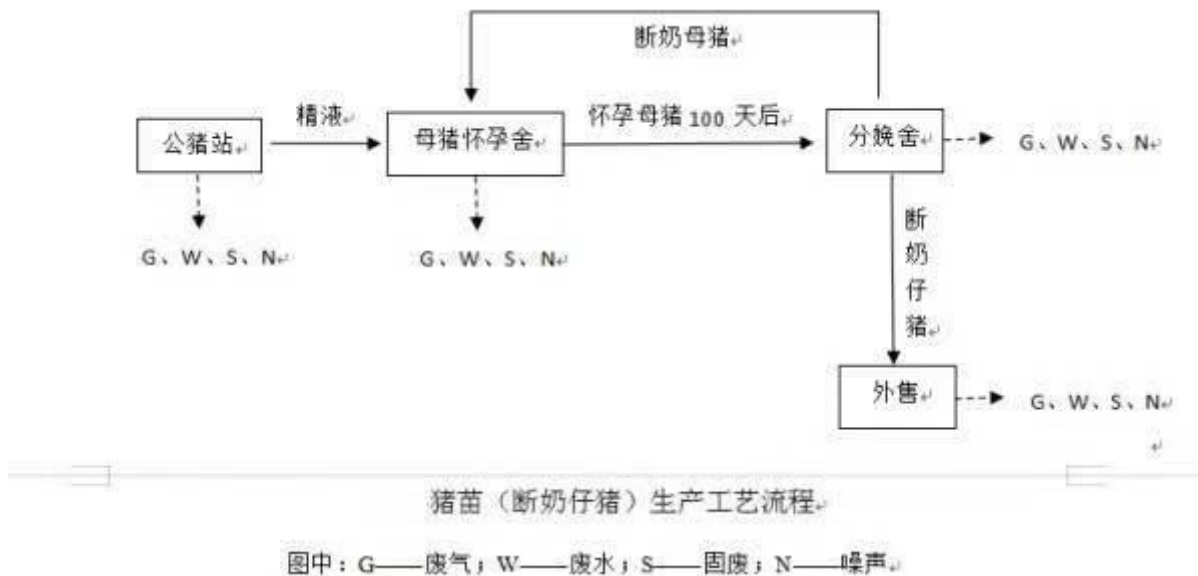 断奶母猪
精液
怀孕母猪 100 天后
公猪站
母猪怀孕舍
分娩舍
G、W、S、N
G、W、S、N
G、W、S、N
断奶仔猪
外售
G、W、S、N
猪苗（断奶仔猪）生产工艺流程
图中：G——废气；W——废水；S——固废；N——噪声